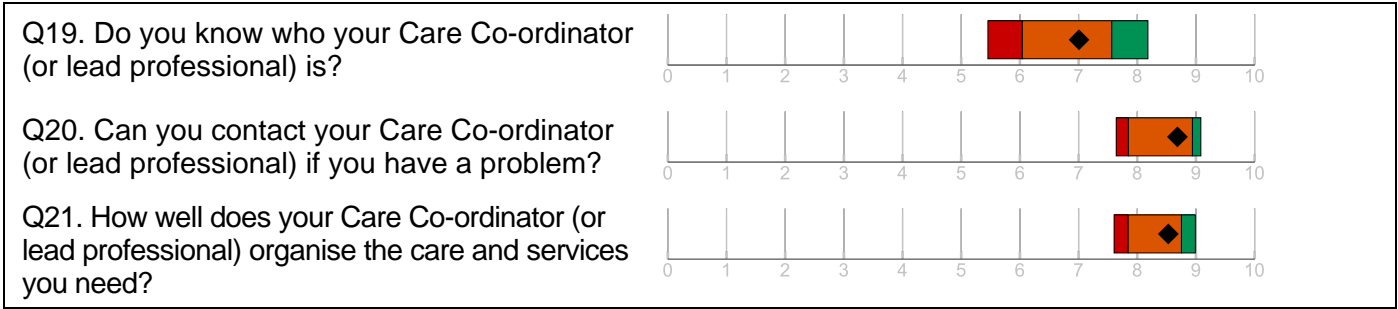 Q19. Do you know who your Care Co-ordinator
(or lead professional) is?
0 1 2 3 4 5 6 7 8 9 10
Q20. Can you contact your Care Co-ordinator
(or lead professional) if you have a problem?
0 1 2 3 4 5 6 7 8 9 10
Q21. How well does your Care Co-ordinator (or
lead professional) organise the care and services
you need?
0 1 2 3 4 5 6 7 8 9 10